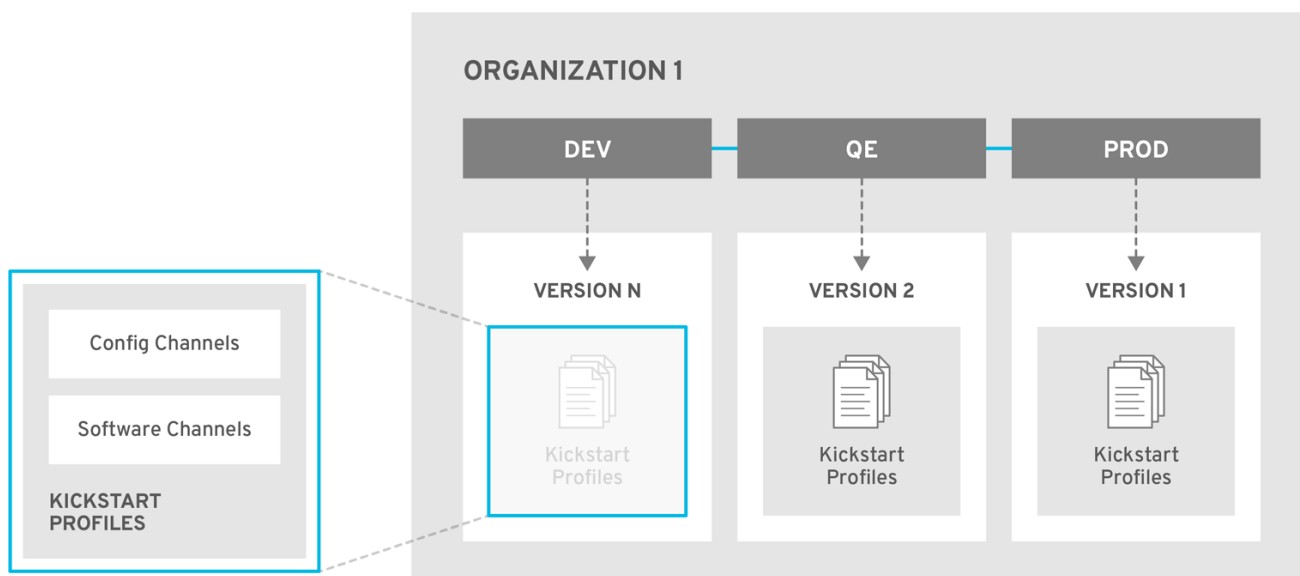 ORGANIZATION 1
DEV
QE
PROD
VERSION N
VERSION 2
VERSION 1
Config Channels
Software Channels
KICKSTART
PROFILES
Kickstart
Profiles
Kickstart
Profiles
Kickstart
Profiles